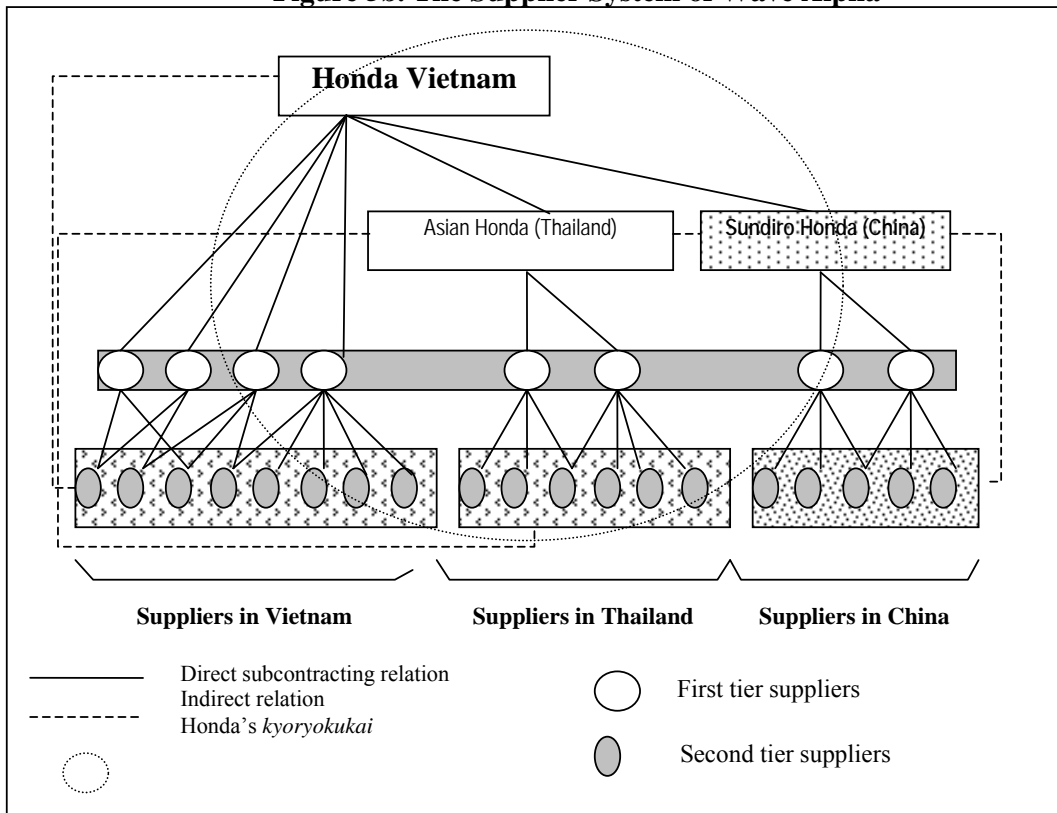 Figure 3b: The Supplier System of Wave Alpha
Honda Vietnam
Asian Honda (Thailand)
Sundiro Honda (China)
Suppliers in Vietnam
Suppliers in Thailand
Suppliers in China
Direct subcontracting relation
Indirect relation
Honda's kyoryokukai
First tier suppliers
Second tier suppliers